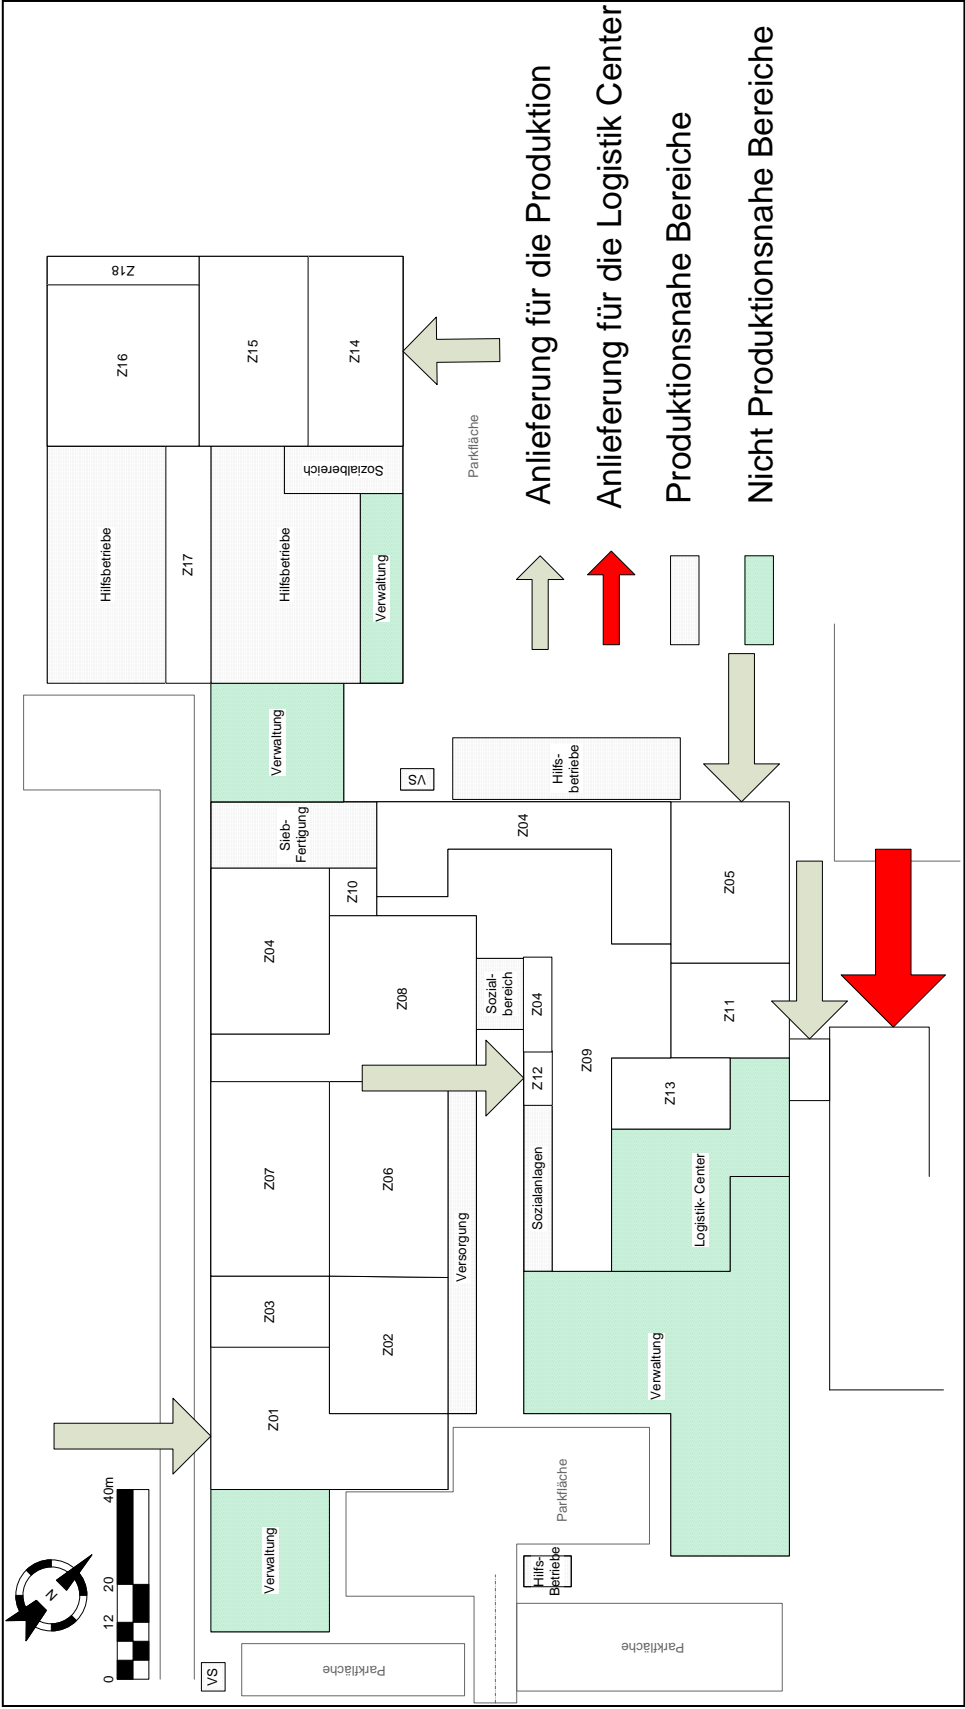 0
12
20
40m
N
VS
Parkfläche
Parkfläche
Hilfs-
Betriebe
Parkfläche
Verwaltung
Z01
Z02
Z03
Z07
Z06
Versorgung
Z04
Z08
Z10
Sieb-
Fertigung
Verwaltung
Hilfsbetriebe
Z17
Hilfsbetriebe
Verwaltung
Sozialbereich
Z16
Z18
Z15
Z14
Parkfläche
VS
Hilfs-
betriebe
Z04
Sozial-
bereich
Z04
Z12
Sozialanlagen
Z09
Z05
Z11
Z13
Logistik- Center
Verwaltung
Anlieferung für die Produktion
Anlieferung für die Logistik Center
Produktionsnahe Bereiche
Nicht Produktionsnahe Bereiche